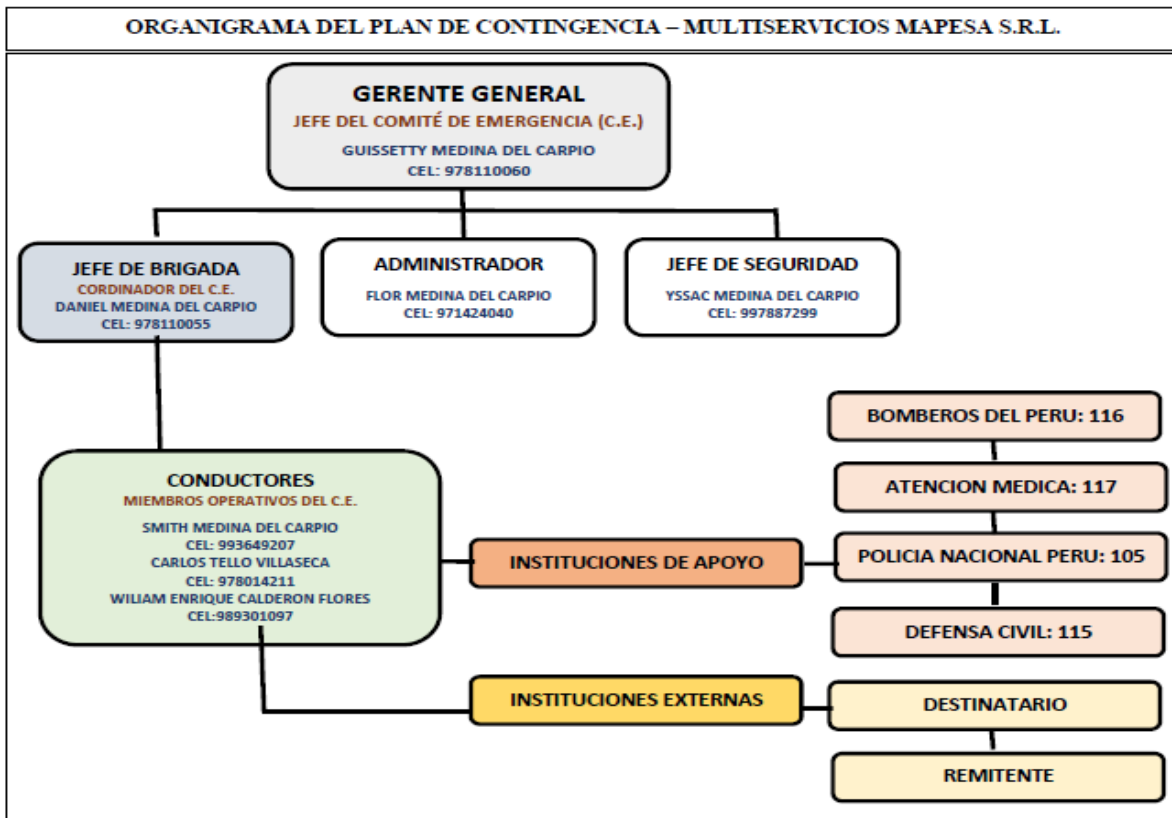 ORGANIGRAMA DEL PLAN DE CONTINGENCIA – MULTISERVICIOS MAPESA S.R.L.
GERENTE GENERAL
JEFE DEL COMITÉ DE EMERGENCIA (C.E.)
GUISSETTY MEDINA DEL CARPIO
CEL: 978110060
JEFE DE BRIGADA
CORDINADOR DEL C.E.
DANIEL MEDINA DEL CARPIO
CEL: 978110055
ADMINISTRADOR
FLOR MEDINA DEL CARPIO
CEL: 971424040
JEFE DE SEGURIDAD
YSSAC MEDINA DEL CARPIO
CEL: 997887299
CONDUCTORES
MIEMBROS OPERATIVOS DEL C.E.
SMITH MEDINA DEL CARPIO
CEL: 993649207
CARLOS TELLO VILLASECA
CEL: 978014211
WILIAM ENRIQUE CALDERON FLORES
CEL:989301097
INSTITUCIONES DE APOYO
BOMBEROS DEL PERU: 116
ATENCION MEDICA: 117
POLICIA NACIONAL PERU: 105
DEFENSA CIVIL: 115
INSTITUCIONES EXTERNAS
DESTINATARIO
REMITENTE